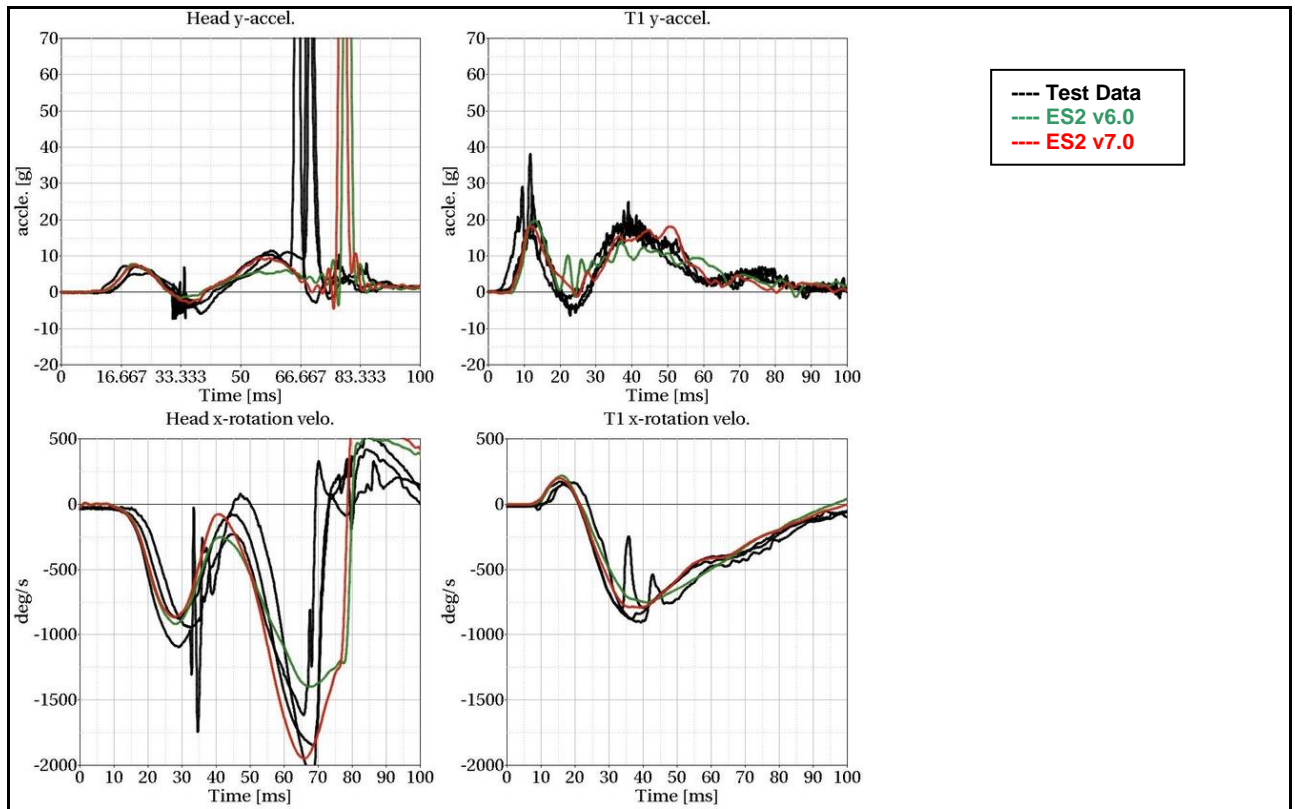 Head y-accel.
70
60
50
40
30
20
10
0
-10
-20
accle. [g]
0 16.667 33.333 50 66.667 83.333 100
Time [ms]
T1 y-accel.
70
60
50
40
30
20
10
0
-10
-20
accle. [g]
0 10 20 30 40 50 60 70 80 90 100
Time [ms]
---- Test Data
---- ES2 v6.0
---- ES2 v7.0
Head x-rotation velo.
500
0
-500
-1000
-1500
-2000
deg/s
0 10 20 30 40 50 60 70 80 90 100
Time [ms]
T1 x-rotation velo.
500
0
-500
-1000
-1500
-2000
deg/s
0 10 20 30 40 50 60 70 80 90 100
Time [ms]